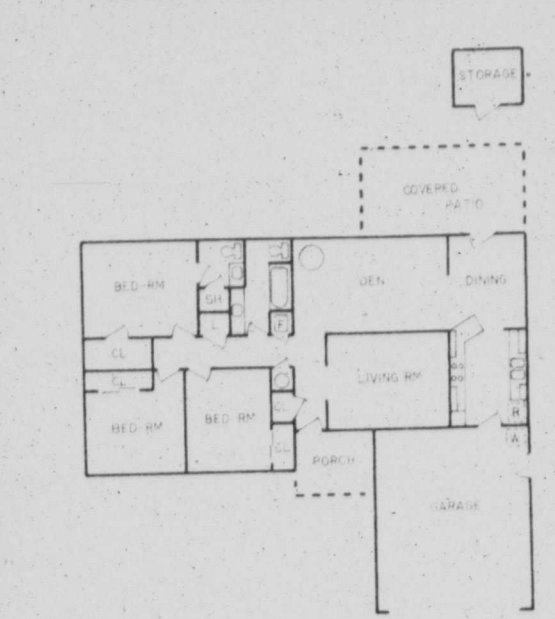 STORAGE
COVERED
PATIO
BED-RM
DEN
DINING
SH
L
F
CL
CL
LIVING RM
CL
R
BED-RM
BED-RM
CL
PORCH
A
GARAGE